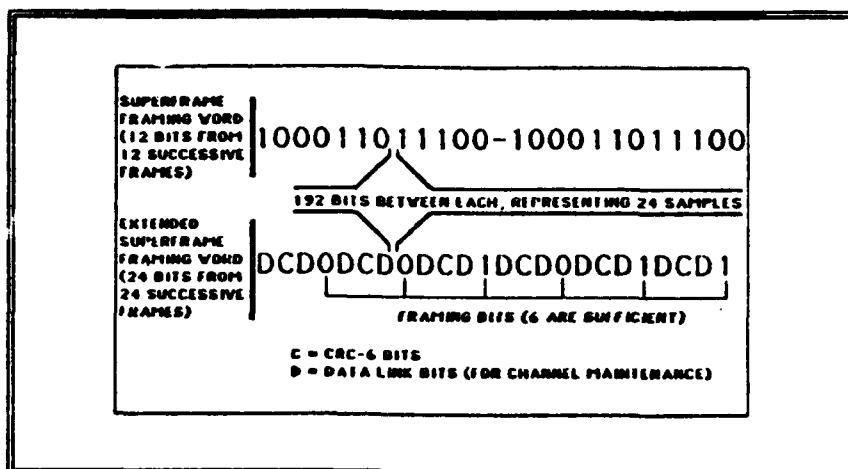 SUPERFRAME
FRAMING WORD
(12 BITS FROM
12 SUCCESSIVE
FRAMES)
100011011100-100011011100
192 BITS BETWEEN EACH, REPRESENTING 24 SAMPLES
EXTENDED
SUPERFRAME
FRAMING WORD
(24 BITS FROM
24 SUCCESSIVE
FRAMES)
DCD0DCD0DCD1DCD0DCD1DCD1
FRAMING BITS (6 ARE SUFFICIENT)
C = CRC-6 BITS
D = DATA LINK BITS (FOR CHANNEL MAINTENANCE)